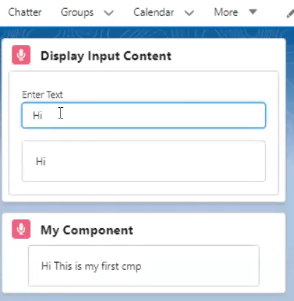 Chatter Groups Calendar More
Display Input Content
Enter Text
Hi
Hi
My Component
Hi This is my first cmp